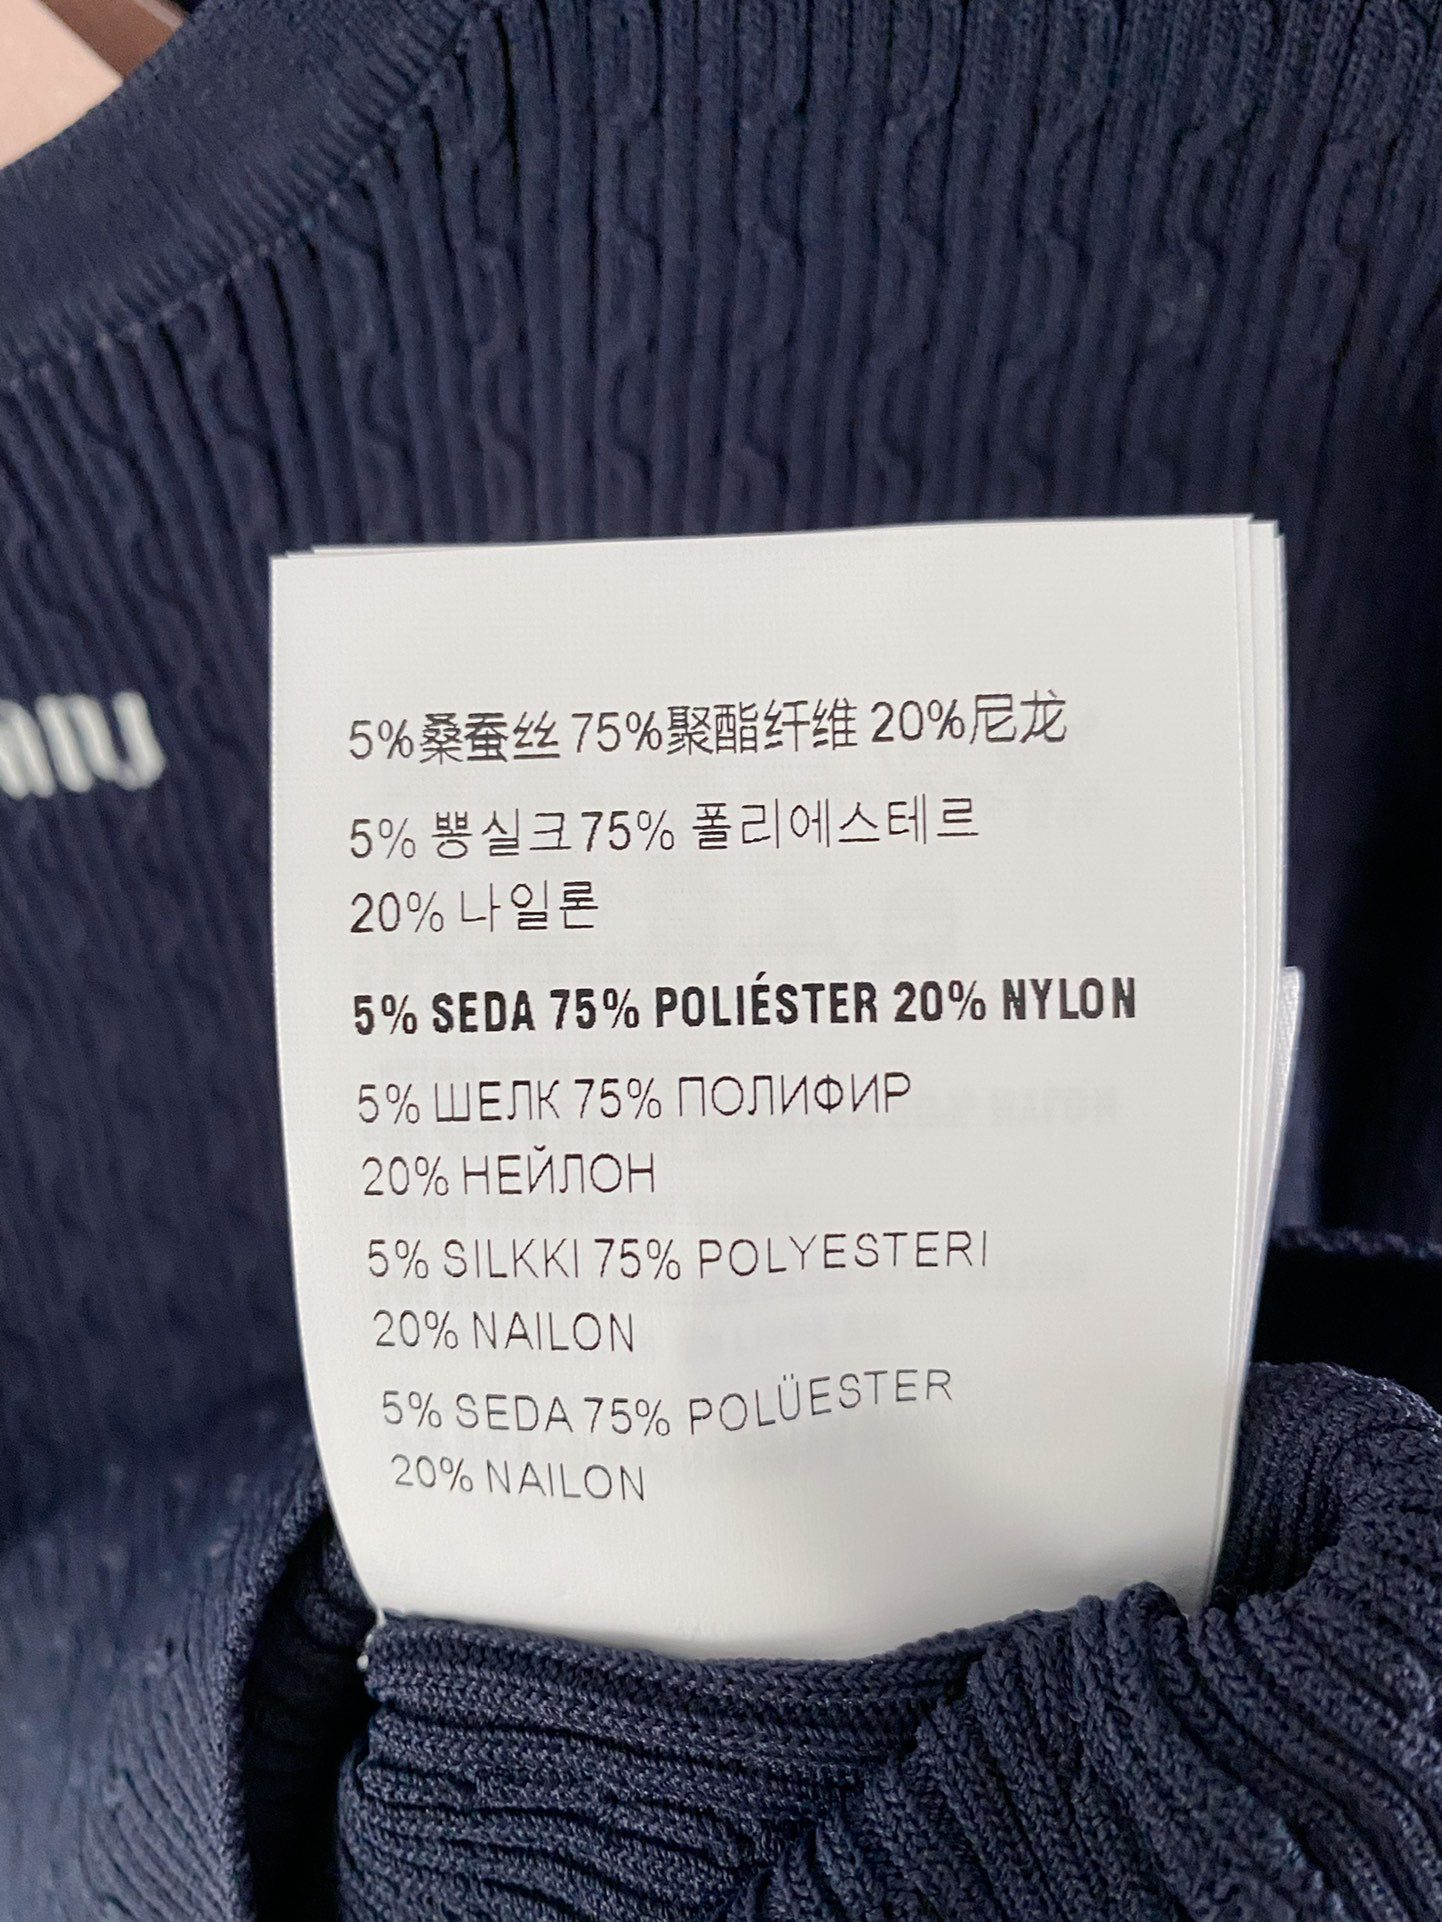 5%桑蚕丝 75%聚酯纤维 20%尼龙
5% 뽕실크 75% 폴리에스테르
20% 나일론
5% SEDA 75% POLIÉSTER 20% NYLON
5% ШЕЛК 75% ПОЛИФИР
20% НЕЙЛОН
5% SILKKI 75% POLYESTERI
20% NAILON
5% SEDA 75% POLÜESTER
20% NAILON